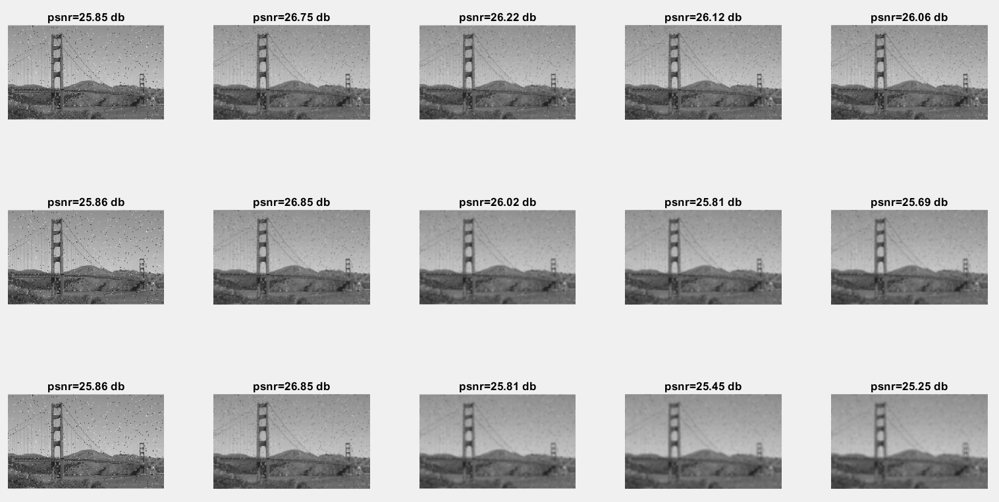 psnr=25.85 db
psnr=26.75 db
psnr=26.22 db
psnr=26.12 db
psnr=26.06 db
psnr=25.86 db
psnr=26.85 db
psnr=26.02 db
psnr=25.81 db
psnr=25.69 db
psnr=25.86 db
psnr=26.85 db
psnr=25.81 db
psnr=25.45 db
psnr=25.25 db